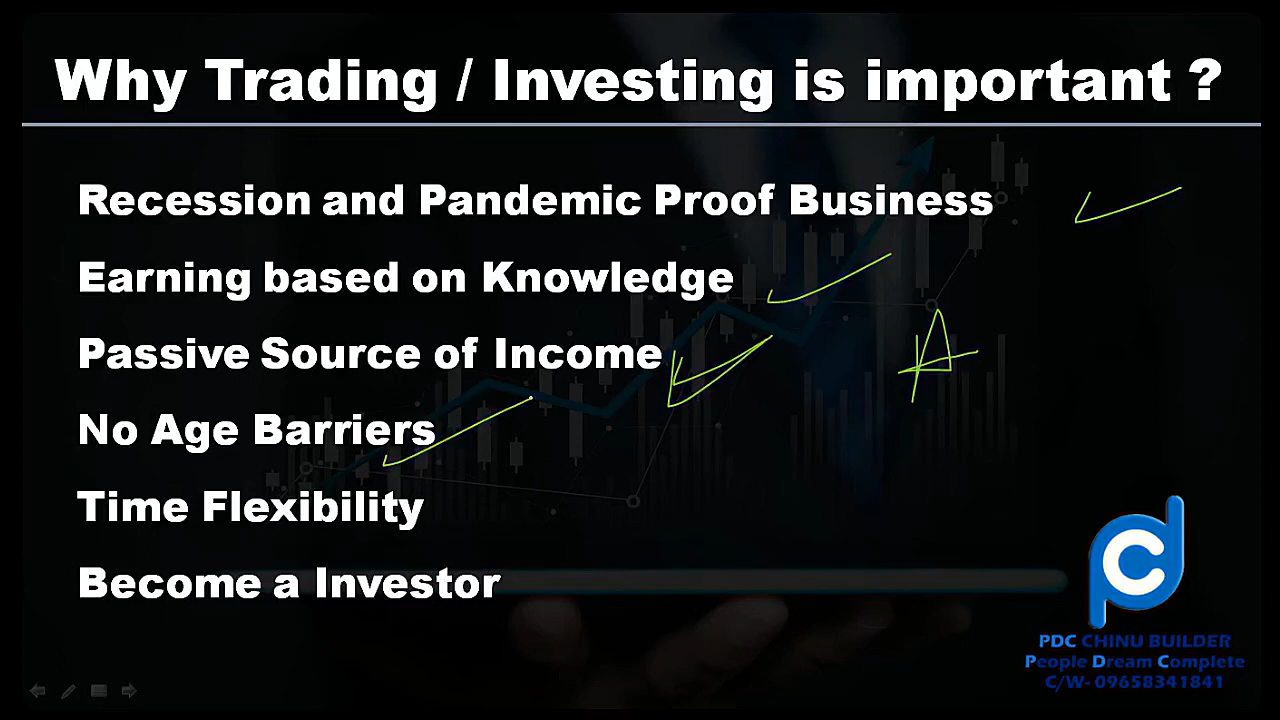 Why Trading / Investing is important ?
Recession and Pandemic Proof Business
Earning based on Knowledge
Passive Source of Income
A
No Age Barriers
Time Flexibility
Become a Investor
pdc
PDC CHINU BUILDER
People Dream Complete
C/W- 09658341841